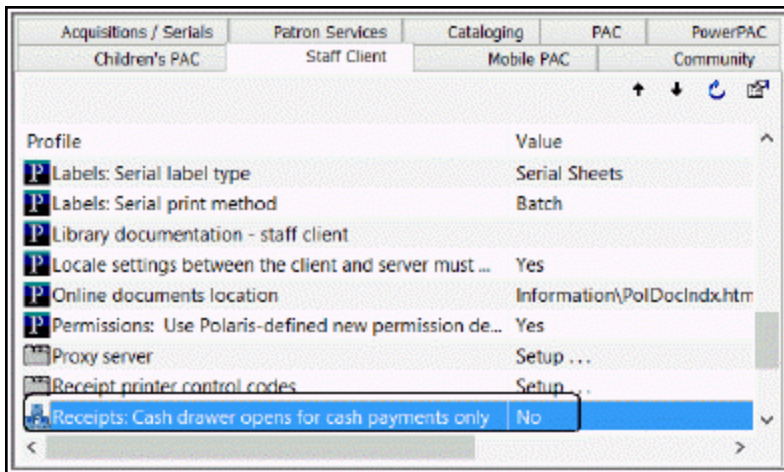 Acquisitions / Serials Patron Services Cataloging PAC PowerPAC
Children's PAC Staff Client Mobile PAC Community
Profile Value
Labels: Serial label type Serial Sheets
Labels: Serial print method Batch
Library documentation - staff client
Locale settings between the client and server must ... Yes
Online documents location Information\PolDocIndx.htm
Permissions: Use Polaris-defined new permission de... Yes
Proxy server Setup ...
Receipt printer control codes Setup ...
Receipts: Cash drawer opens for cash payments only No